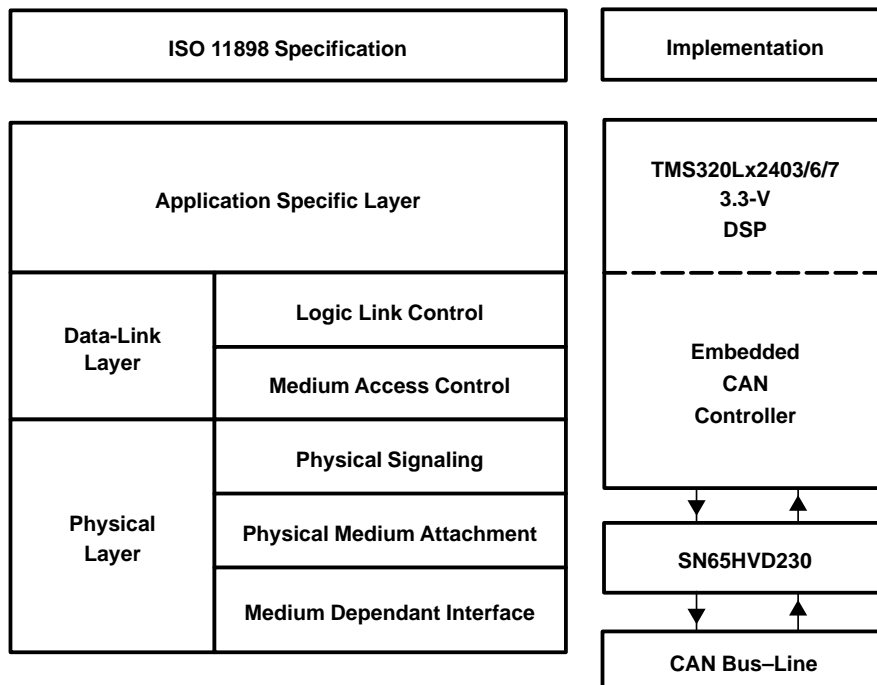 ISO 11898 Specification
Implementation
Application Specific Layer
TMS320Lx2403/6/7
3.3-V
DSP
Data-Link
Layer
Logic Link Control
Medium Access Control
Embedded
CAN
Controller
Physical
Layer
Physical Signaling
Physical Medium Attachment
Medium Dependant Interface
SN65HVD230
CAN Bus–Line